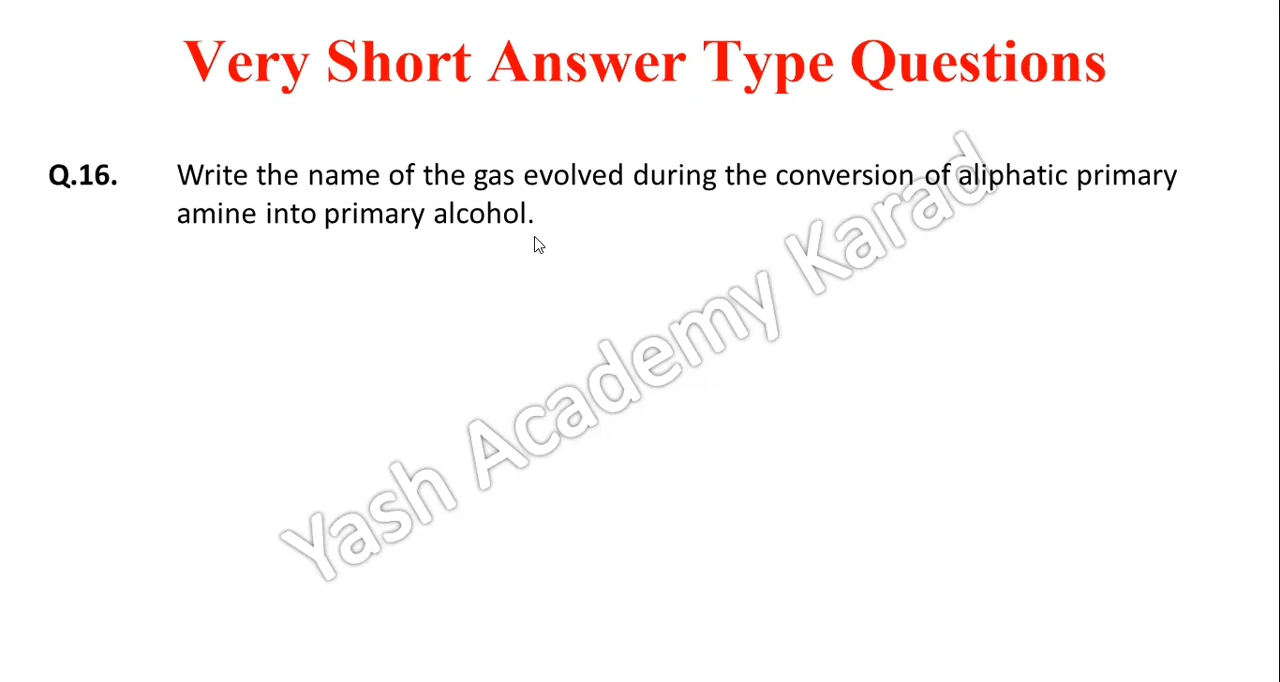 Very Short Answer Type Questions
Q.16. Write the name of the gas evolved during the conversion of aliphatic primary
amine into primary alcohol.
Yash Academy Karad